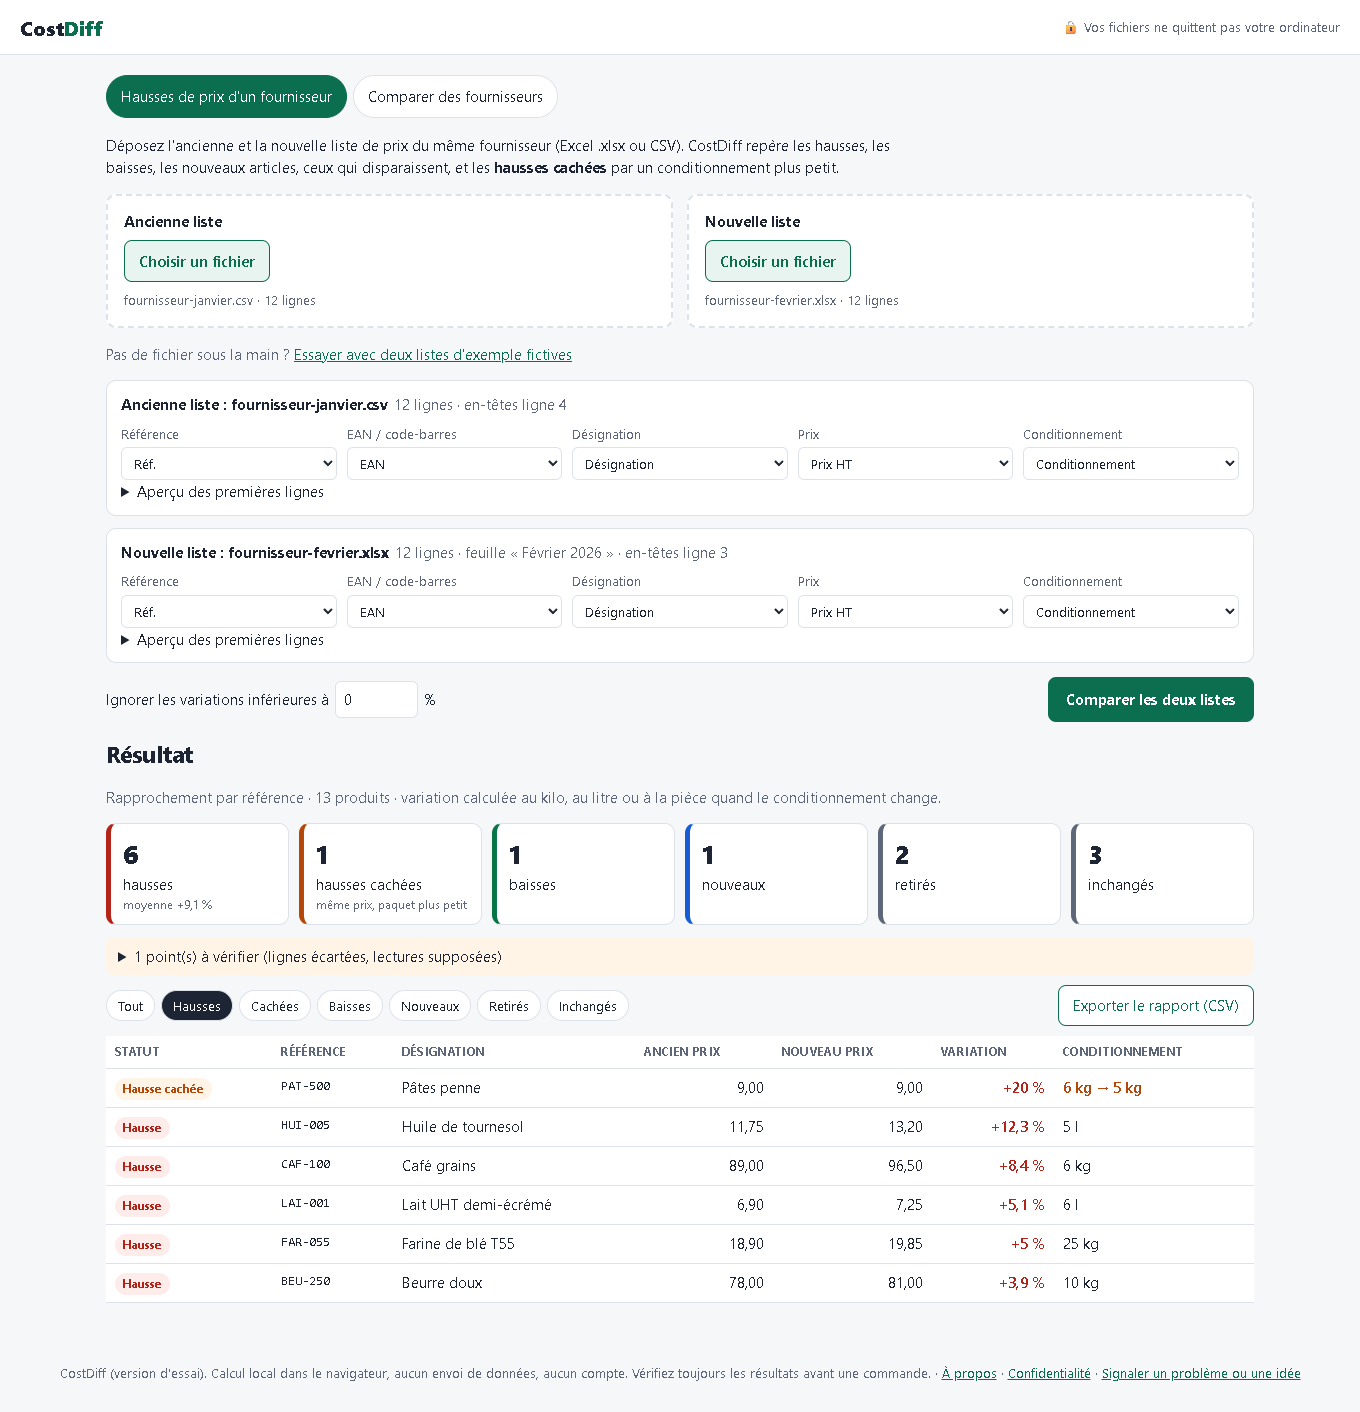 CostDiff
Vos fichiers ne quittent pas votre ordinateur
Hausses de prix d'un fournisseur
Comparer des fournisseurs
Déposez l'ancienne et la nouvelle liste de prix du même fournisseur (Excel .xlsx ou CSV). CostDiff repère les hausses, les
baisses, les nouveaux articles, ceux qui disparaissent, et les hausses cachées par un conditionnement plus petit.
Ancienne liste
Choisir un fichier
fournisseur-janvier.csv · 12 lignes
Nouvelle liste
Choisir un fichier
fournisseur-fevrier.xlsx · 12 lignes
Pas de fichier sous la main ? Essayer avec deux listes d'exemple fictives
Ancienne liste : fournisseur-janvier.csv 12 lignes · en-têtes ligne 4
Référence EAN / code-barres Désignation Prix Conditionnement
Réf. EAN Désignation Prix HT Conditionnement
Aperçu des premières lignes
Nouvelle liste : fournisseur-fevrier.xlsx 12 lignes · feuille « Février 2026 » · en-têtes ligne 3
Référence EAN / code-barres Désignation Prix Conditionnement
Réf. EAN Désignation Prix HT Conditionnement
Aperçu des premières lignes
Ignorer les variations inférieures à 0 %
Comparer les deux listes
Résultat
Rapprochement par référence · 13 produits · variation calculée au kilo, au litre ou à la pièce quand le conditionnement change.
6
hausses
moyenne +9,1 %
1
hausses cachées
même prix, paquet plus petit
1
baisses
1
nouveaux
2
retirés
3
inchangés
1 point(s) à vérifier (lignes écartées, lectures supposées)
Tout Hausses Cachées Baisses Nouveaux Retirés Inchangés
Exporter le rapport (CSV)
STATUT RÉFÉRENCE DÉSIGNATION ANCIEN PRIX NOUVEAU PRIX VARIATION CONDITIONNEMENT
Hausse cachée PAT-500 Pâtes penne 9,00 9,00 +20 % 6 kg → 5 kg
Hausse HUI-005 Huile de tournesol 11,75 13,20 +12,3 % 5 l
Hausse CAF-100 Café grains 89,00 96,50 +8,4 % 6 kg
Hausse LAI-001 Lait UHT demi-écrémé 6,90 7,25 +5,1 % 6 l
Hausse FAR-055 Farine de blé T55 18,90 19,85 +5 % 25 kg
Hausse BEU-250 Beurre doux 78,00 81,00 +3,9 % 10 kg
CostDiff (version d'essai). Calcul local dans le navigateur, aucun envoi de données, aucun compte. Vérifiez toujours les résultats avant une commande. · À propos · Confidentialité · Signaler un problème ou une idée